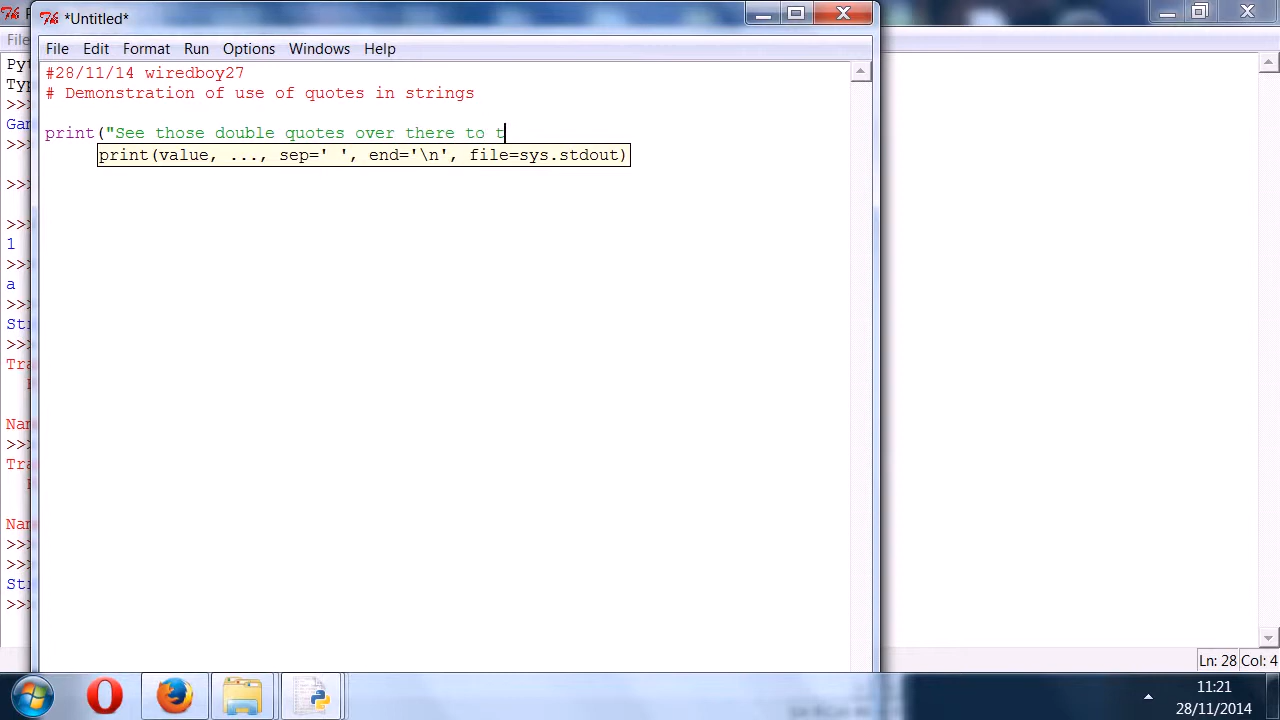 *Untitled*
File Edit Format Run Options Windows Help
#28/11/14 wiredboy27
# Demonstration of use of quotes in strings
print("See those double quotes over there to t
print(value, ..., sep=' ', end='\n', file=sys.stdout)
>>>
>>>
>>>
1
>>>
a
>>>
>>>
>>>
>>>
>>>
>>>
Ln: 28 Col: 4
11:21
28/11/2014